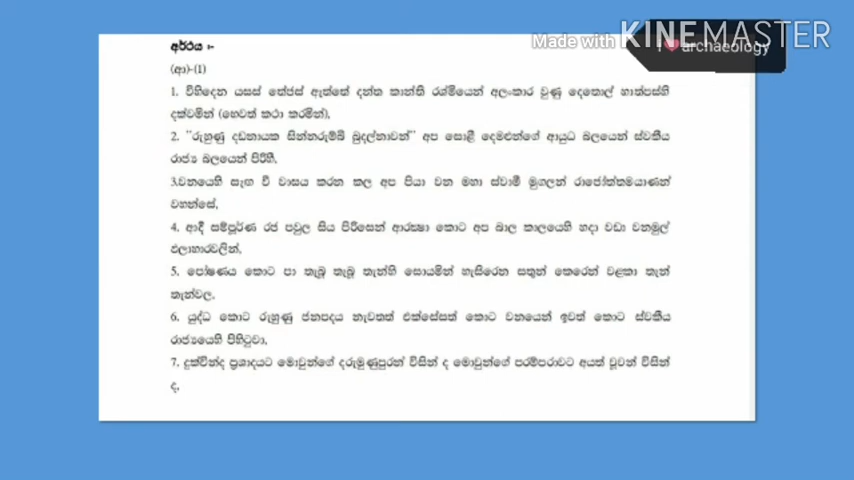 Made with KINEMASTER
I ❤ archaeology
අර්ථය :-
(ආ)-(1)
1. විහිදෙන යසස් තේජස් ඇත්තේ දන්ත කාන්ති රශ්මියෙන් අලංකාර වුණු දෙතොල් හාත්පස්හි
දක්වමින් (හෙවත් කථා කරමින්),
2. "රුහුණු දඩනායක සින්නරුම්බි බුදල්නාවන්" අප සොළී දෙමළුන්ගේ ආයුධ බලයෙන් ස්වකීය
රාජ්‍ය බලයෙන් පිරිහී,
3.වනයෙහි සැඟ වී වාසය කරන කල අප පියා වන මහා ස්වාමී මුගලන් රාජෝත්තමයාණන්
වහන්සේ,
4. ආදී සම්පූර්ණ රජ පවුල සිය පිරිසෙන් ආරක්‍ෂා කොට අප බාල කාලයෙහි හදා වඩා වනමුල්
ඵලාහාරවලින්,
5. පෝෂණය කොට පා තැබූ තැබූ තැන්හි සොයමින් හැසිරෙන සතුන් කෙරෙන් වළකා තැන්
තැන්වල,
6. යුද්ධ කොට රුහුණු ජනපදය නැවතත් එක්සේසත් කොට වනයෙන් ඉවත් කොට ස්වකීය
රාජ්‍යයෙහි පිහිටුවා,
7. දුක්වින්ද ප්‍රශාදයට මොවුන්ගේ දරුමුණුපුරන් විසින් ද මොවුන්ගේ පරම්පරාවට අයත් වූවන් විසින්
ද,